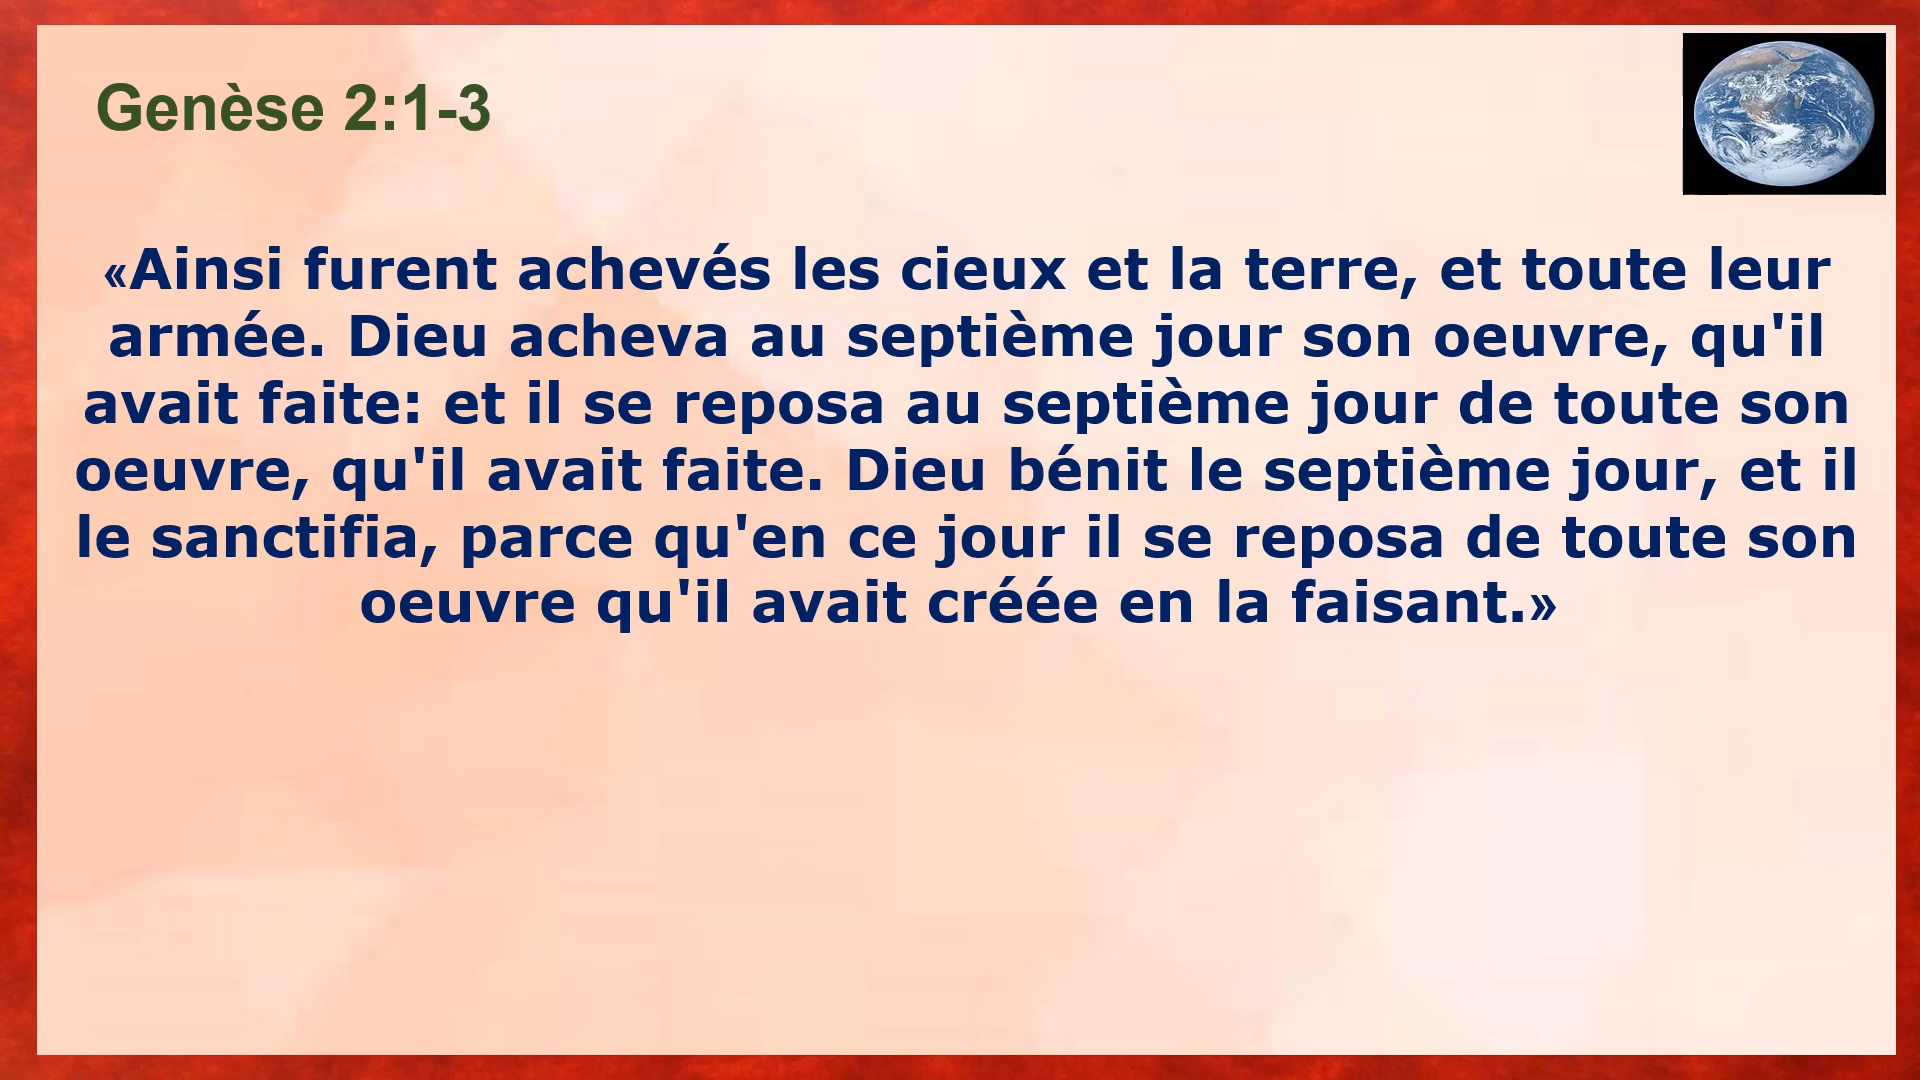 Genèse 2:1-3
«Ainsi furent achevés les cieux et la terre, et toute leur
armée. Dieu acheva au septième jour son oeuvre, qu'il
avait faite: et il se reposa au septième jour de toute son
oeuvre, qu'il avait faite. Dieu bénit le septième jour, et il
le sanctifia, parce qu'en ce jour il se reposa de toute son
oeuvre qu'il avait créée en la faisant.»